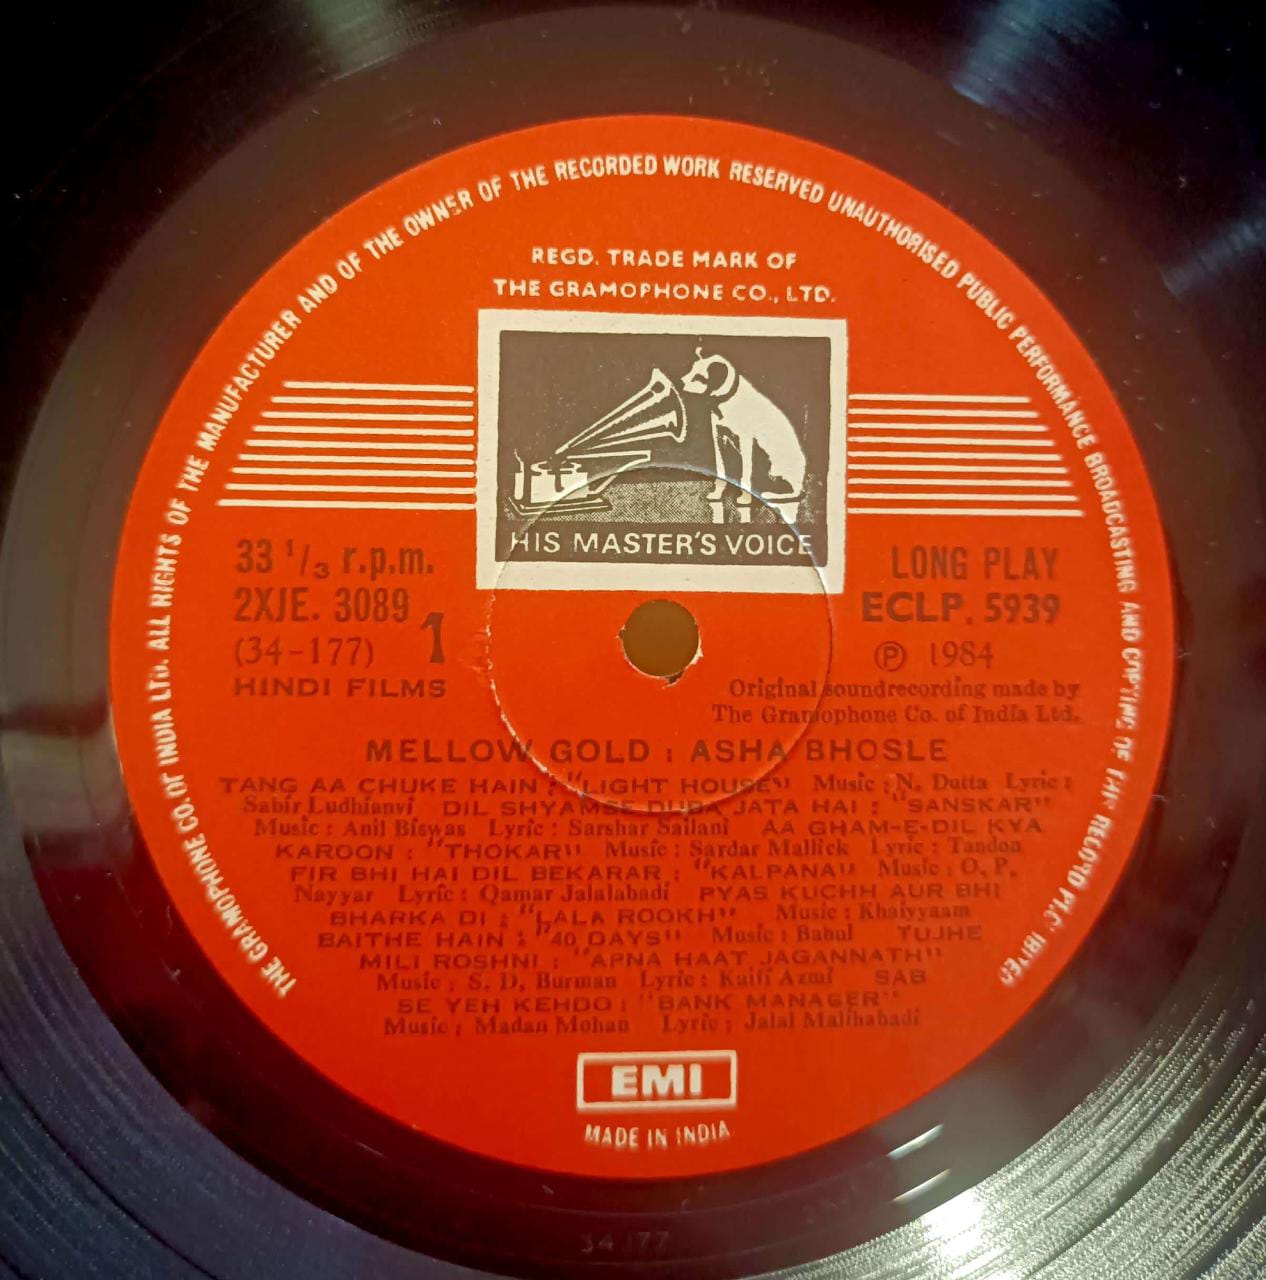 THE GRAMOPHONE CO. OF INDIA LTD. ALL RIGHTS OF THE MANUFACTURER AND OF THE OWNER OF THE RECORDED WORK RESERVED UNAUTHORISED PUBLIC PERFORMANCE BROADCASTING AND COPYING OF
REGD. TRADE MARK OF
THE GRAMOPHONE CO., LTD.
HIS MASTER'S VOICE
33 1/3 r.p.m.
2XJE. 3089
(34-177) 1
HINDI FILMS
LONG PLAY
ECLP. 5939
℗ 1984
Original soundrecording made by
The Gramophone Co. of India Ltd.
MELLOW GOLD : ASHA BHOSLE
TANG AA CHUKE HAIN : "LIGHT HOUSE" Music : N. Dutta Lyric :
Sahir Ludhianvi DIL SHYAMSE DUBA JATA HAI : "SANSKAR"
Music : Anil Biswas Lyric : Sarshar Sailani AA GHAM-E-DIL KYA
KAROON : "THOKAR" Music : Sardar Mallick Lyric : Tandon
FIR BHI HAI DIL BEKARAR : "KALPANA" Music : O. P.
Nayyar Lyric : Qamar Jalalabadi PYAS KUCHH AUR BHI
BHARKA DI : "LALA ROOKH" Music : Khaiyyaam
BAITHE HAIN : "40 DAYS" Music : Babul TUJHE
MILI ROSHNI : "APNA HAAT JAGANNATH"
Music : S. D. Burman Lyric : Kaifi Azmi SAB
SE YEH KEHDO : "BANK MANAGER"
Music : Madan Mohan Lyric : Jalal Malihabadi
EMI
MADE IN INDIA
34 177